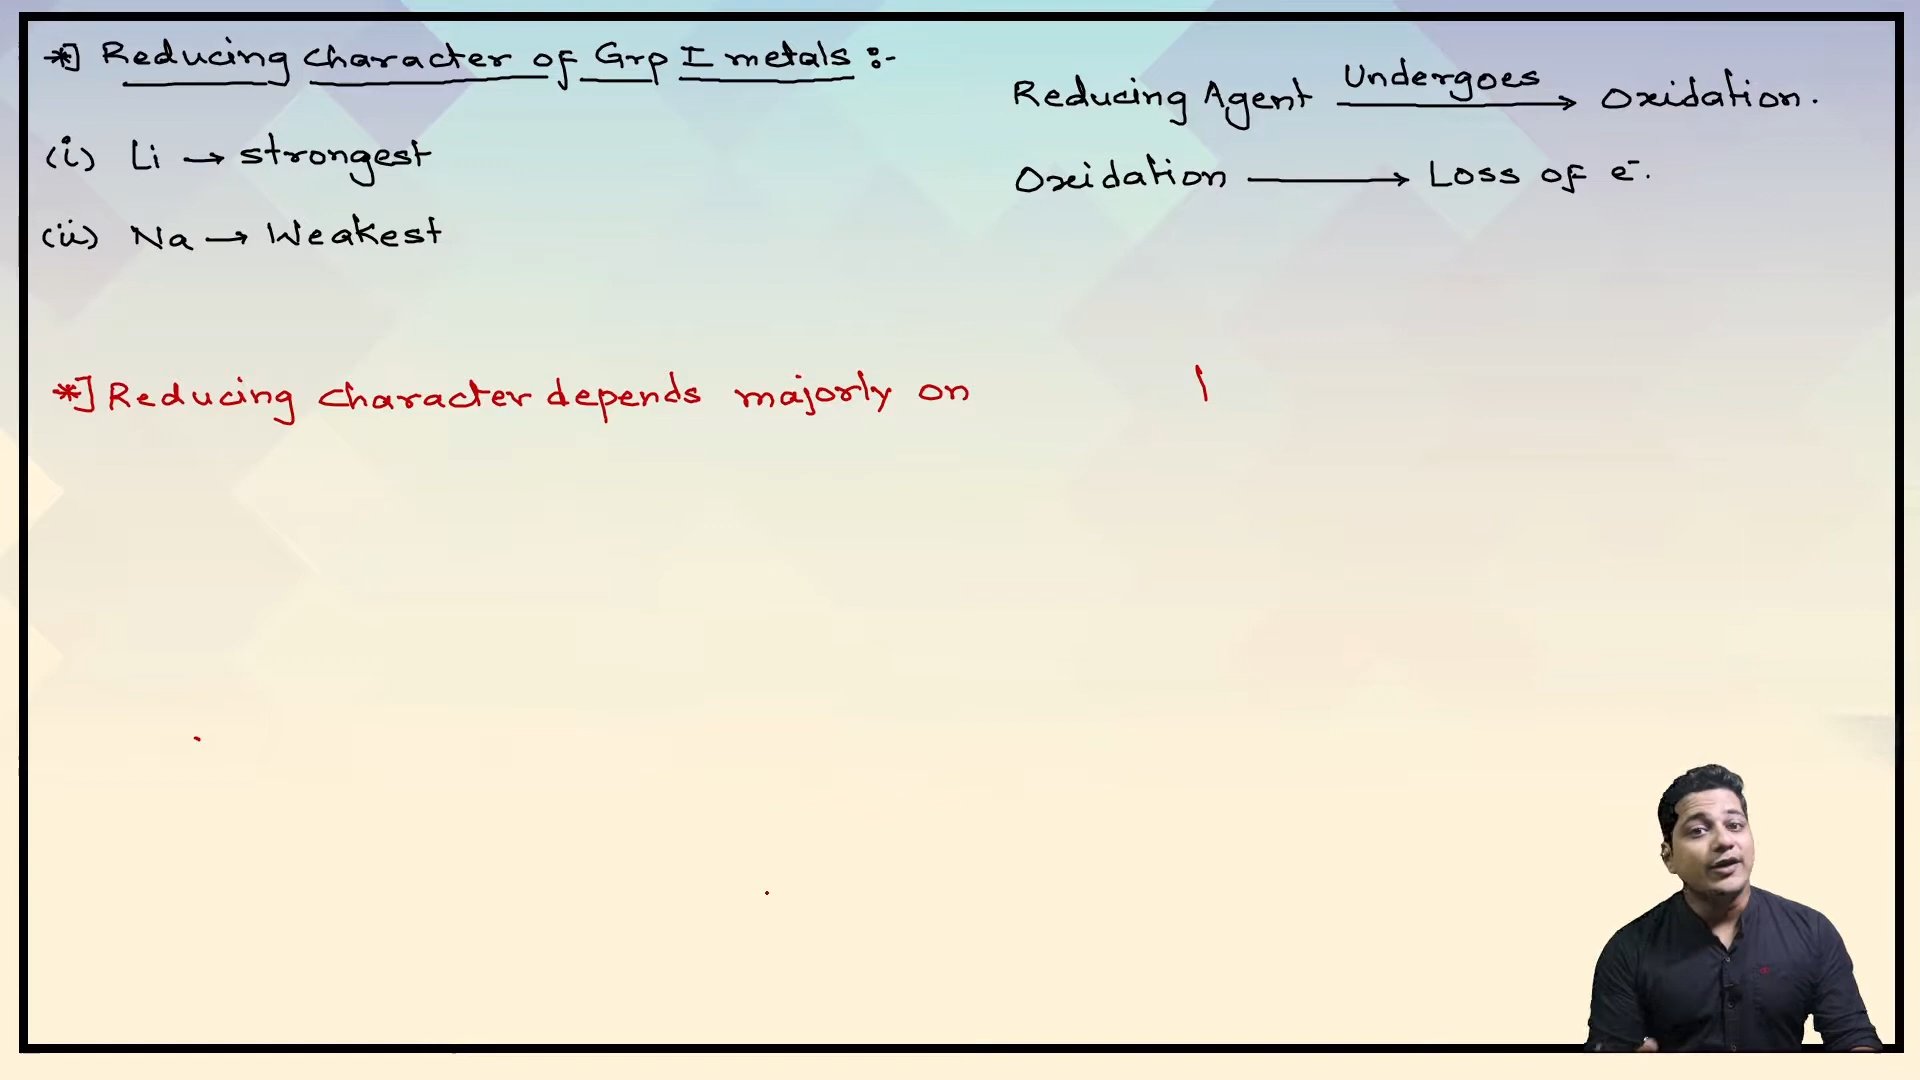 *] Reducing character of Grp I metals :-
(i) Li → strongest
(ii) Na → Weakest
Reducing Agent Undergoes → Oxidation.
Oxidation → Loss of e⁻.
*] Reducing character depends majorly on